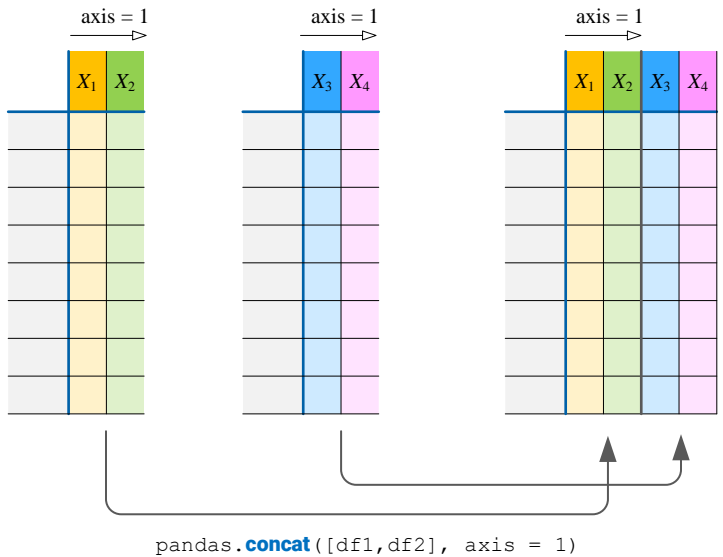 axis = 1 axis = 1 axis = 1
X₁ X₂ X₃ X₄ X₁ X₂ X₃ X₄
pandas.concat([df1,df2], axis = 1)